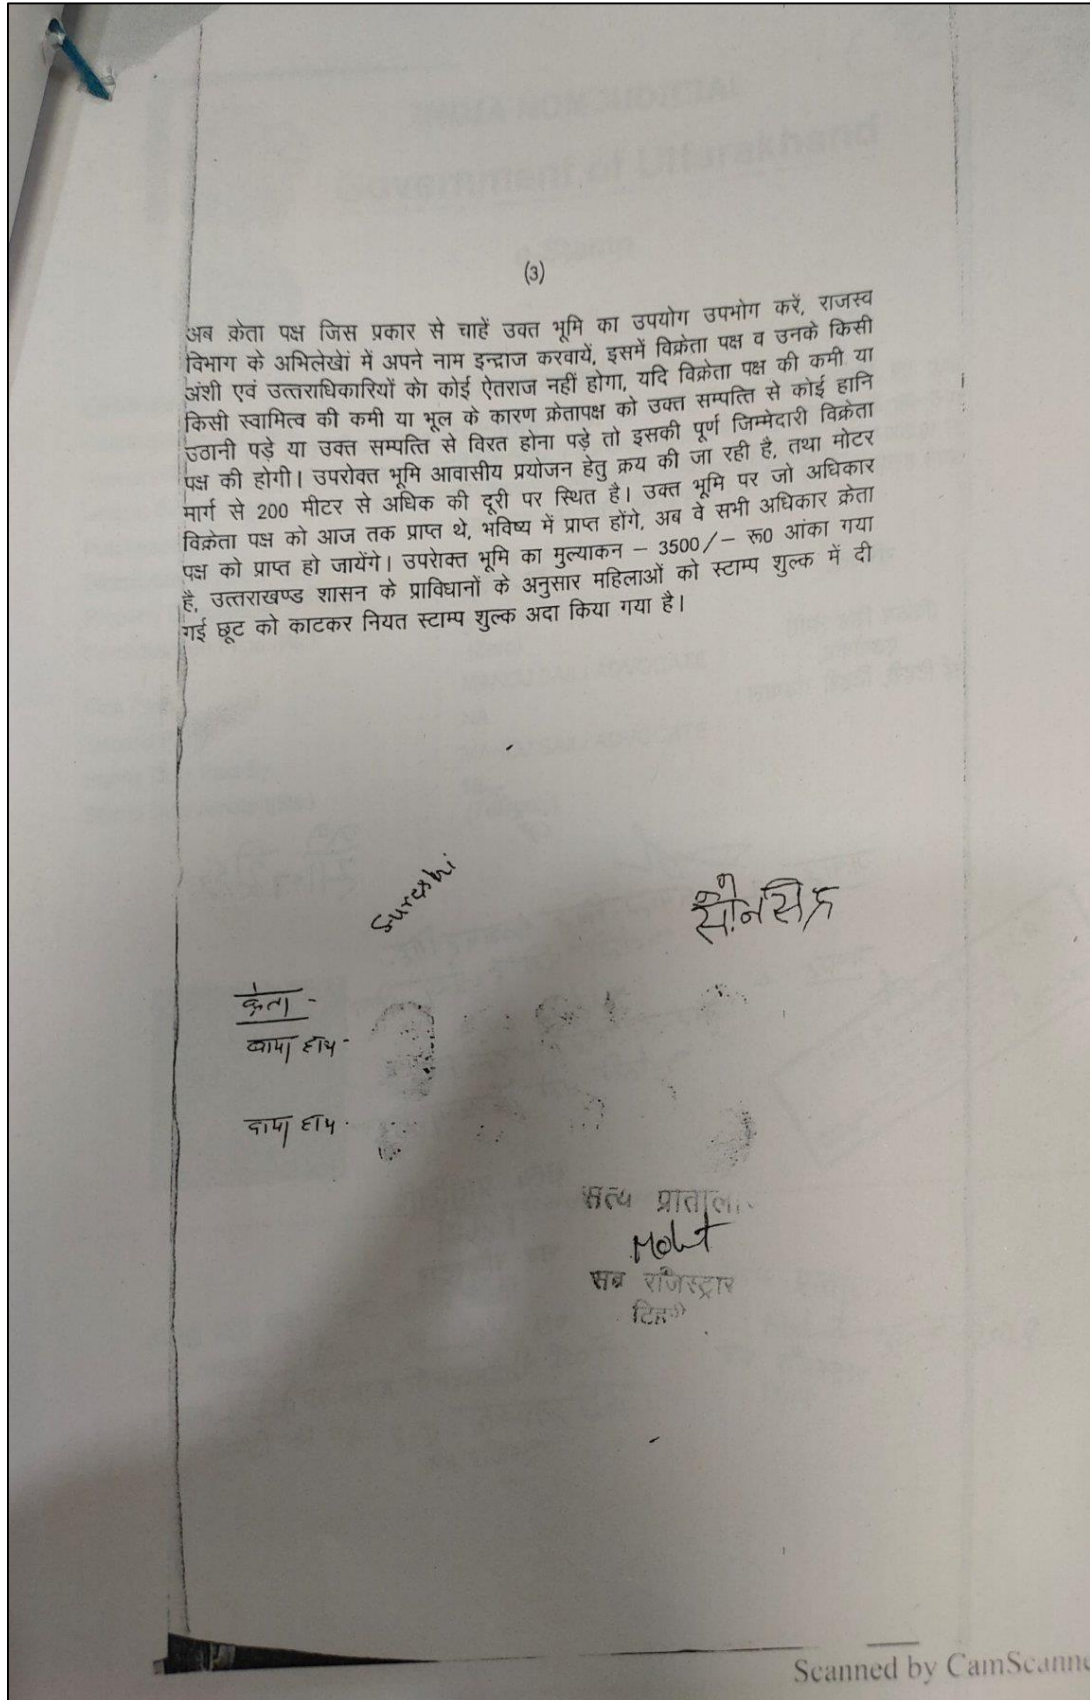 (3)
अब क्रेता पक्ष जिस प्रकार से चाहें उक्त भूमि का उपयोग उपभोग करें, राजस्व
विभाग के अभिलेखों में अपने नाम इन्द्राज करवायें, इसमें विक्रेता पक्ष व उनके किसी
अंशी एवं उत्तराधिकारियों को कोई ऐतराज नहीं होगा, यदि विक्रेता पक्ष की कमी या
किसी स्वामित्व की कमी या भूल के कारण क्रेतापक्ष को उक्त सम्पत्ति से कोई हानि
उठानी पड़े या उक्त सम्पत्ति से विरत होना पड़े तो इसकी पूर्ण जिम्मेदारी विक्रेता
पक्ष की होगी। उपरोक्त भूमि आवासीय प्रयोजन हेतु क्रय की जा रही है, तथा मोटर
मार्ग से 200 मीटर से अधिक की दूरी पर स्थित है। उक्त भूमि पर जो अधिकार
विक्रेता पक्ष को आज तक प्राप्त थे, भविष्य में प्राप्त होंगे, अब वे सभी अधिकार क्रेता
पक्ष को प्राप्त हो जायेंगे। उपरोक्त भूमि का मुल्याकन – 3500/– रू0 आंका गया
है, उत्तराखण्ड शासन के प्राविधानों के अनुसार महिलाओं को स्टाम्प शुल्क में दी
गई छूट को काटकर नियत स्टाम्प शुल्क अदा किया गया है।
Sureshi
क्रेता -
बाया हाथ -
दाया हाथ -
सत्य
सब रजिस्ट्रार
Scanned by CamScanne